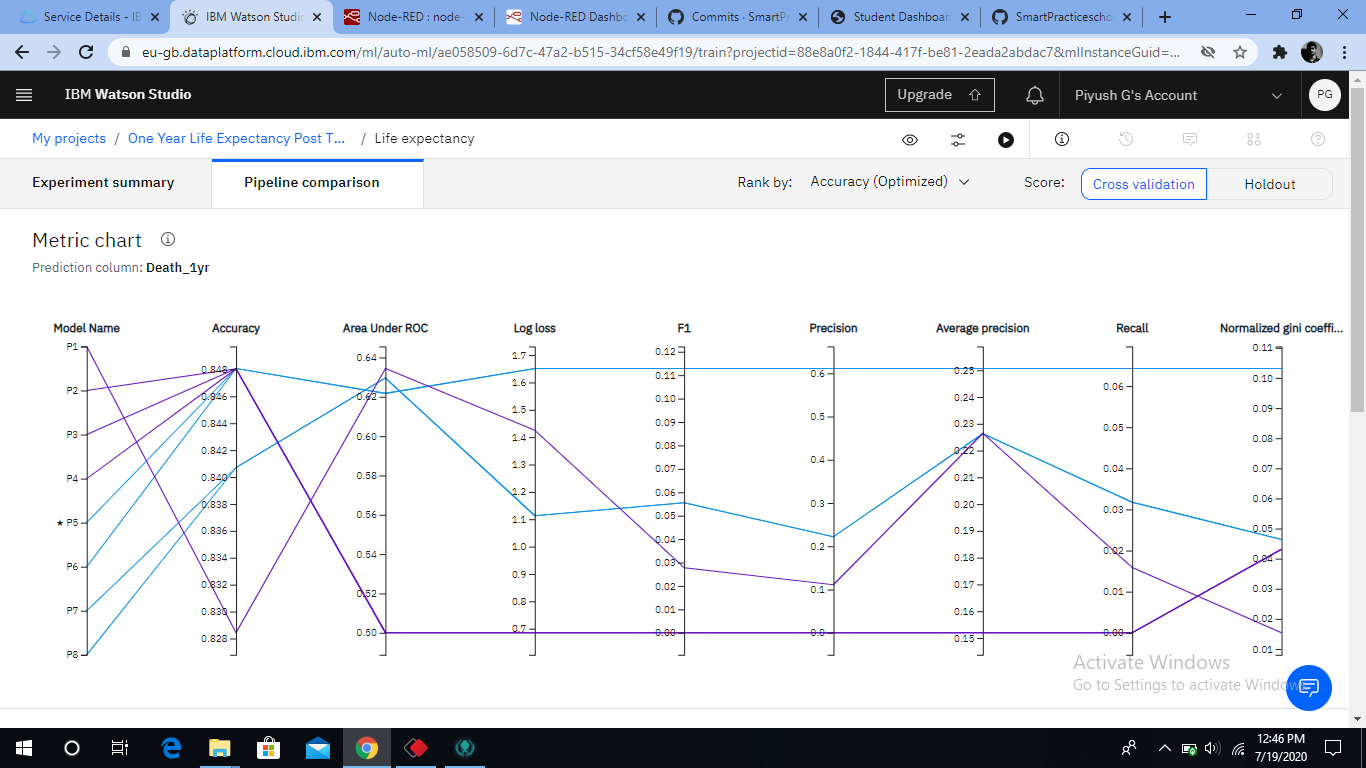 Service Details - IB
IBM Watson Studio
Node-RED : node-
Node-RED Dashbo
Commits · SmartPr
Student Dashboar
SmartPracticescho
eu-gb.dataplatform.cloud.ibm.com/ml/auto-ml/ae058509-6d7c-47a2-b515-34cf58e49f19/train?projectid=88e8a0f2-1844-417f-be81-2eada2abdac7&mlInstanceGuid=...
IBM Watson Studio
Upgrade
Piyush G's Account
PG
My projects / One Year Life Expectancy Post T... / Life expectancy
Experiment summary
Pipeline comparison
Rank by: Accuracy (Optimized)
Score: Cross validation Holdout
Metric chart
Prediction column: Death_1yr
Model Name Accuracy Area Under ROC Log loss F1 Precision Average precision Recall Normalized gini coeffi...
P1
P2
P3
P4
★ P5
P6
P7
P8
0.848
0.846
0.844
0.842
0.840
0.838
0.836
0.834
0.832
0.830
0.828
0.64
0.62
0.60
0.58
0.56
0.54
0.52
0.50
1.7
1.6
1.5
1.4
1.3
1.2
1.1
1.0
0.9
0.8
0.7
0.12
0.11
0.10
0.09
0.08
0.07
0.06
0.05
0.04
0.03
0.02
0.01
0.00
0.6
0.5
0.4
0.3
0.2
0.1
0.0
0.25
0.24
0.23
0.22
0.21
0.20
0.19
0.18
0.17
0.16
0.15
0.06
0.05
0.04
0.03
0.02
0.01
0.00
0.11
0.10
0.09
0.08
0.07
0.06
0.05
0.04
0.03
0.02
0.01
Activate Windows
Go to Settings to activate Windows.
12:46 PM
7/19/2020